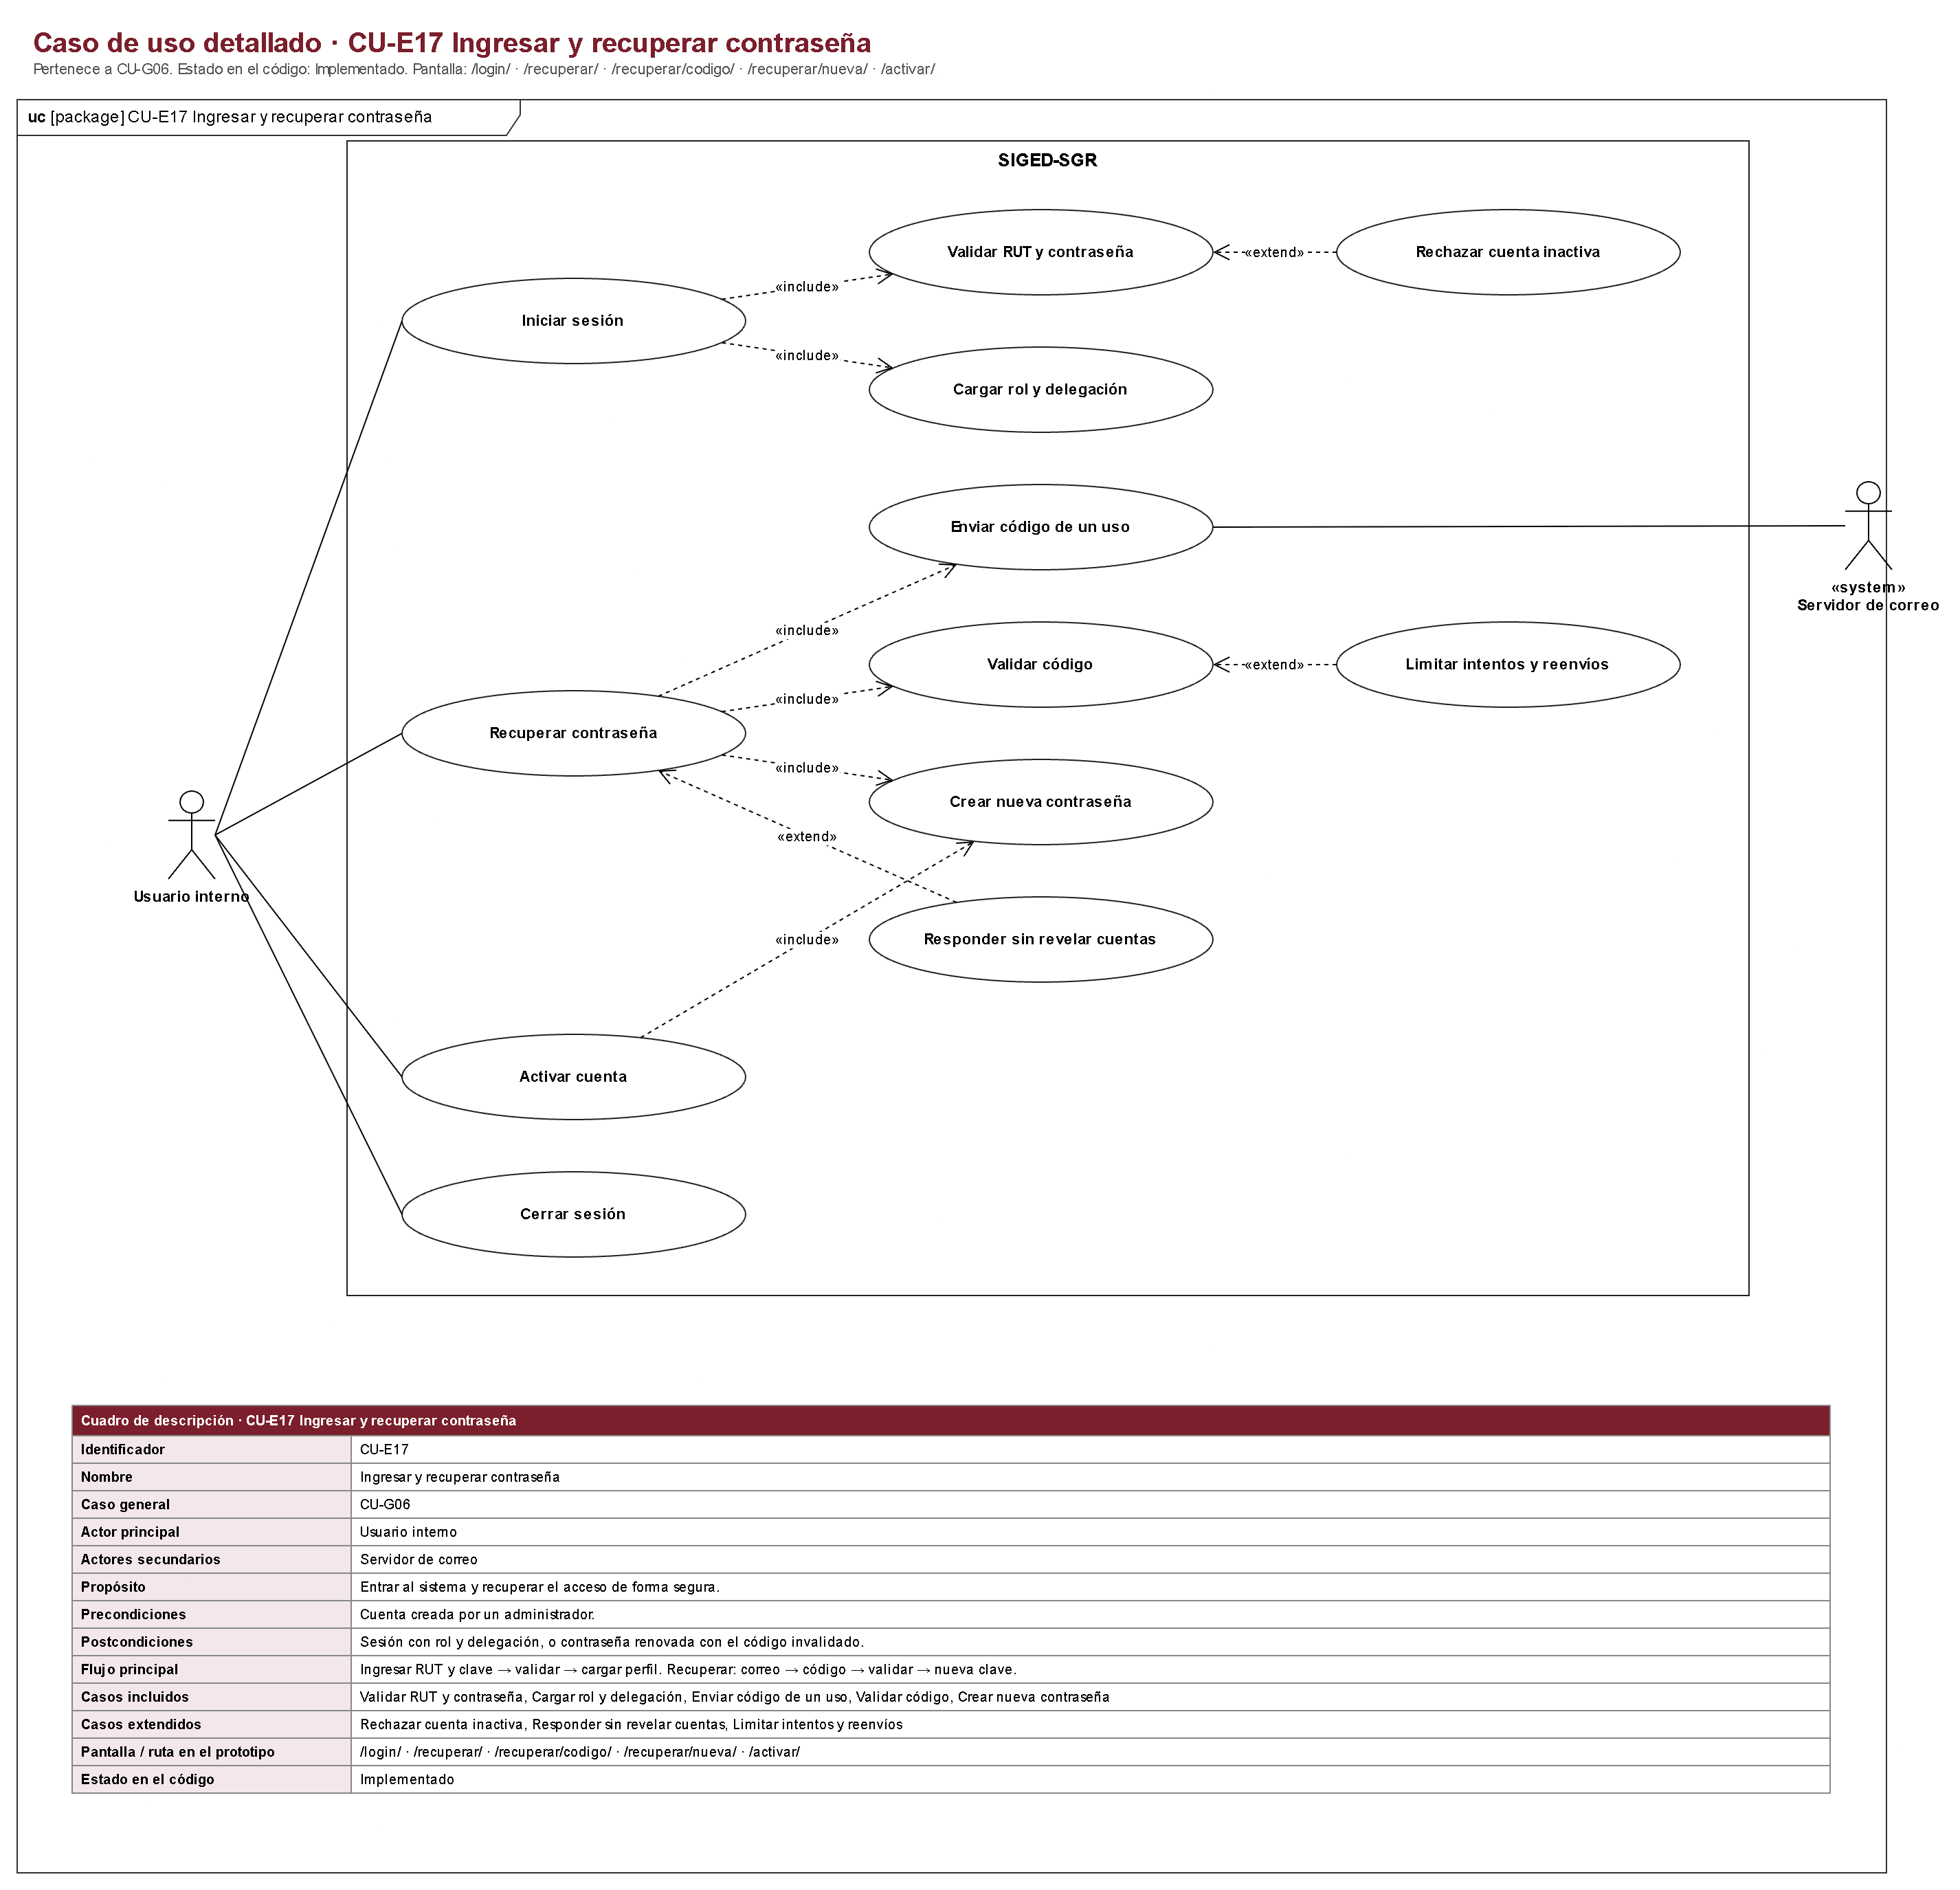 Caso de uso detallado · CU-E17 Ingresar y recuperar contraseña
Pertenece a CU-G06. Estado en el código: Implementado. Pantalla: /login/ · /recuperar/ · /recuperar/codigo/ · /recuperar/nueva/ · /activar/
uc [package] CU-E17 Ingresar y recuperar contraseña
SIGED-SGR
Validar RUT y contraseña
«extend»
Rechazar cuenta inactiva
«include»
Iniciar sesión
«include»
Cargar rol y delegación
Enviar código de un uso
«system»
Servidor de correo
«include»
Validar código
«extend»
Limitar intentos y reenvíos
«include»
Recuperar contraseña
«include»
Crear nueva contraseña
«extend»
Usuario interno
«include»
Responder sin revelar cuentas
Activar cuenta
Cerrar sesión
Cuadro de descripción · CU-E17 Ingresar y recuperar contraseña
Identificador CU-E17
Nombre Ingresar y recuperar contraseña
Caso general CU-G06
Actor principal Usuario interno
Actores secundarios Servidor de correo
Propósito Entrar al sistema y recuperar el acceso de forma segura.
Precondiciones Cuenta creada por un administrador.
Postcondiciones Sesión con rol y delegación, o contraseña renovada con el código invalidado.
Flujo principal Ingresar RUT y clave → validar → cargar perfil. Recuperar: correo → código → validar → nueva clave.
Casos incluidos Validar RUT y contraseña, Cargar rol y delegación, Enviar código de un uso, Validar código, Crear nueva contraseña
Casos extendidos Rechazar cuenta inactiva, Responder sin revelar cuentas, Limitar intentos y reenvíos
Pantalla / ruta en el prototipo /login/ · /recuperar/ · /recuperar/codigo/ · /recuperar/nueva/ · /activar/
Estado en el código Implementado